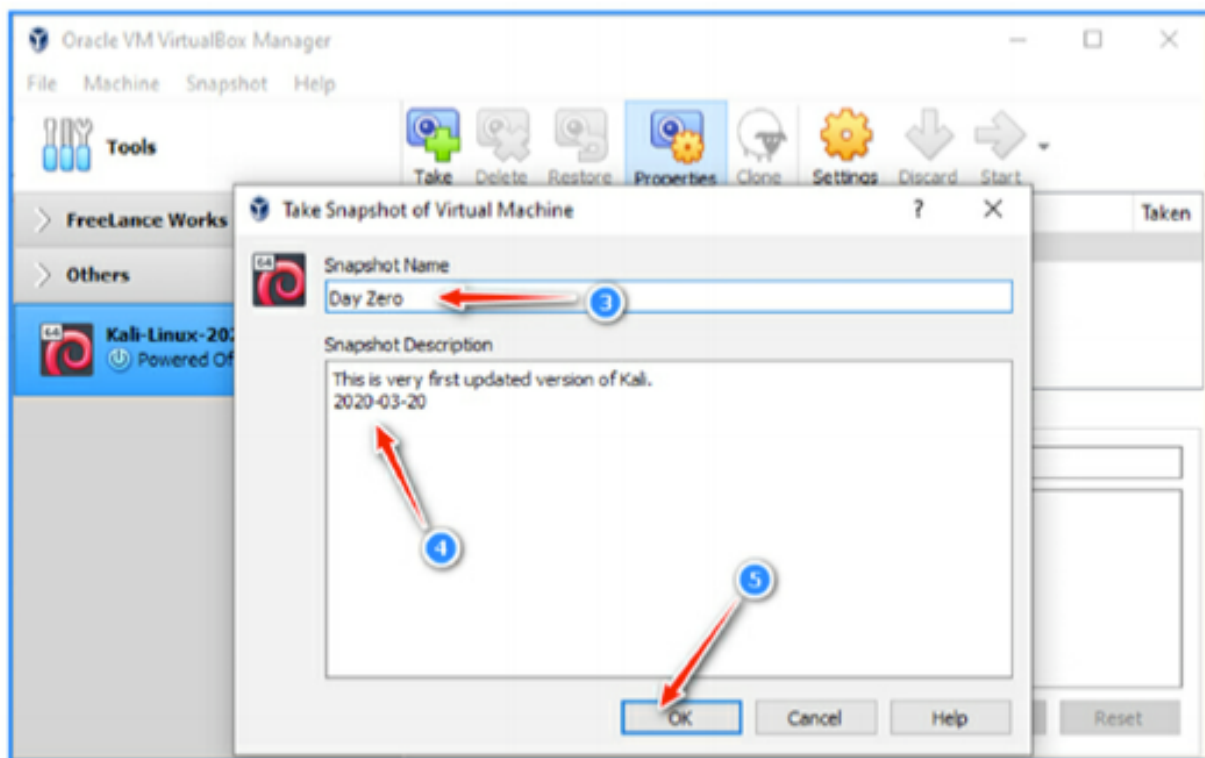 Oracle VM VirtualBox Manager
File Machine Snapshot Help
Tools
Take Delete Restore Properties Clone Settings Discard Start
FreeLance Works
Take Snapshot of Virtual Machine ?
Taken
Others
64
Snapshot Name
Day Zero
3
64
Kali-Linux-202
Powered Of
Snapshot Description
This is very first updated version of Kali.
2020-03-20
4
5
OK Cancel Help
Reset